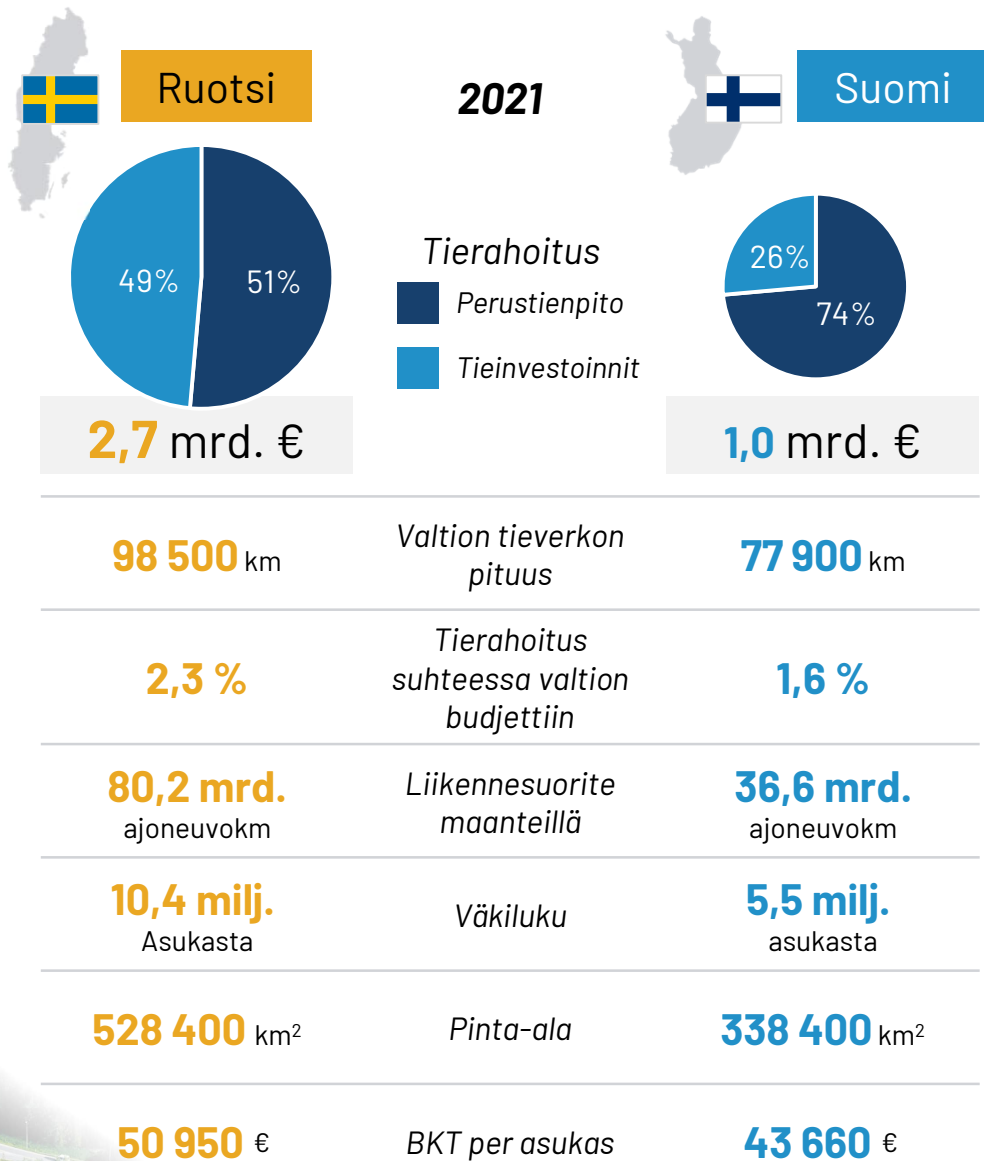 Ruotsi
2021
Suomi
49%
51%
Tierahoitus
Perustienpito
Tieinvestoinnit
26%
74%
2,7 mrd. €
1,0 mrd. €
98 500 km
Valtion tieverkon
pituus
77 900 km
2,3 %
Tierahoitus
suhteessa valtion
budjettiin
1,6 %
80,2 mrd.
ajoneuvokm
Liikennesuorite
maanteillä
36,6 mrd.
ajoneuvokm
10,4 milj.
Asukasta
Väkiluku
5,5 milj.
asukasta
528 400 km²
Pinta-ala
338 400 km²
50 950 €
BKT per asukas
43 660 €